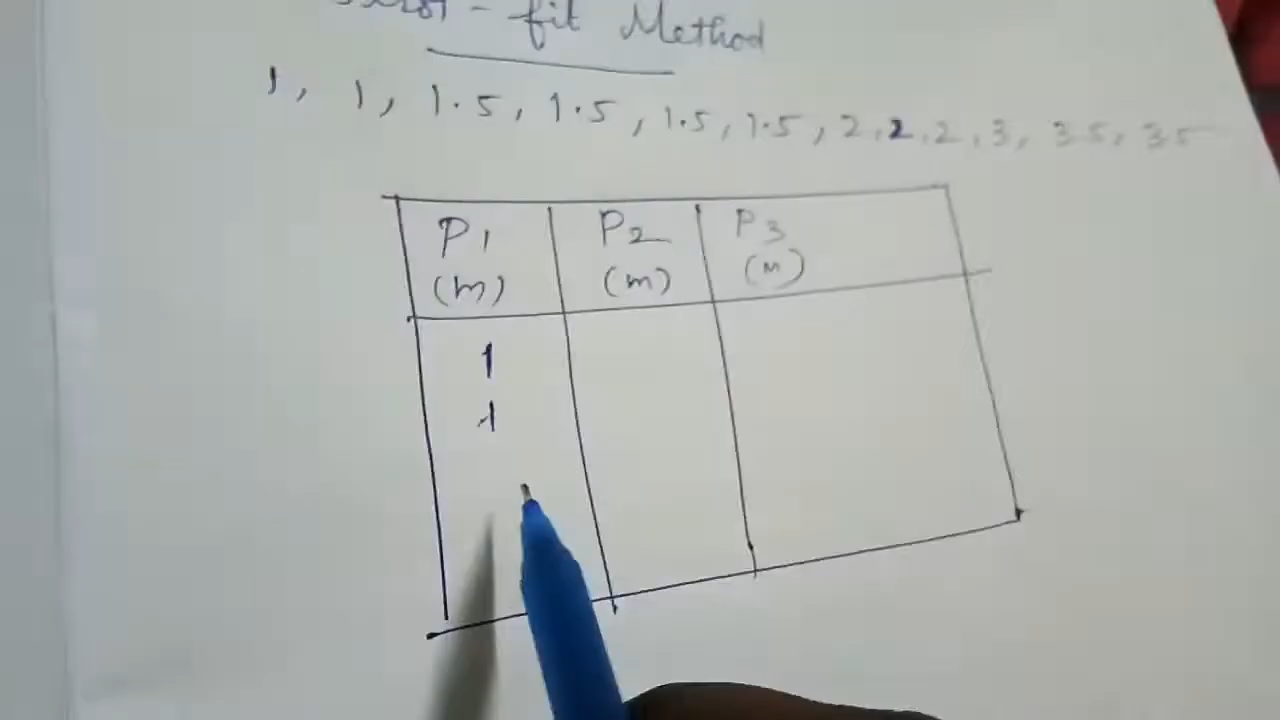 - fit Method
1, 1, 1.5, 1.5, 1.5, 1.5, 2, 2, 2, 3, 3.5, 3.5
P1 P2 P3
(m) (m) (m)
1
1